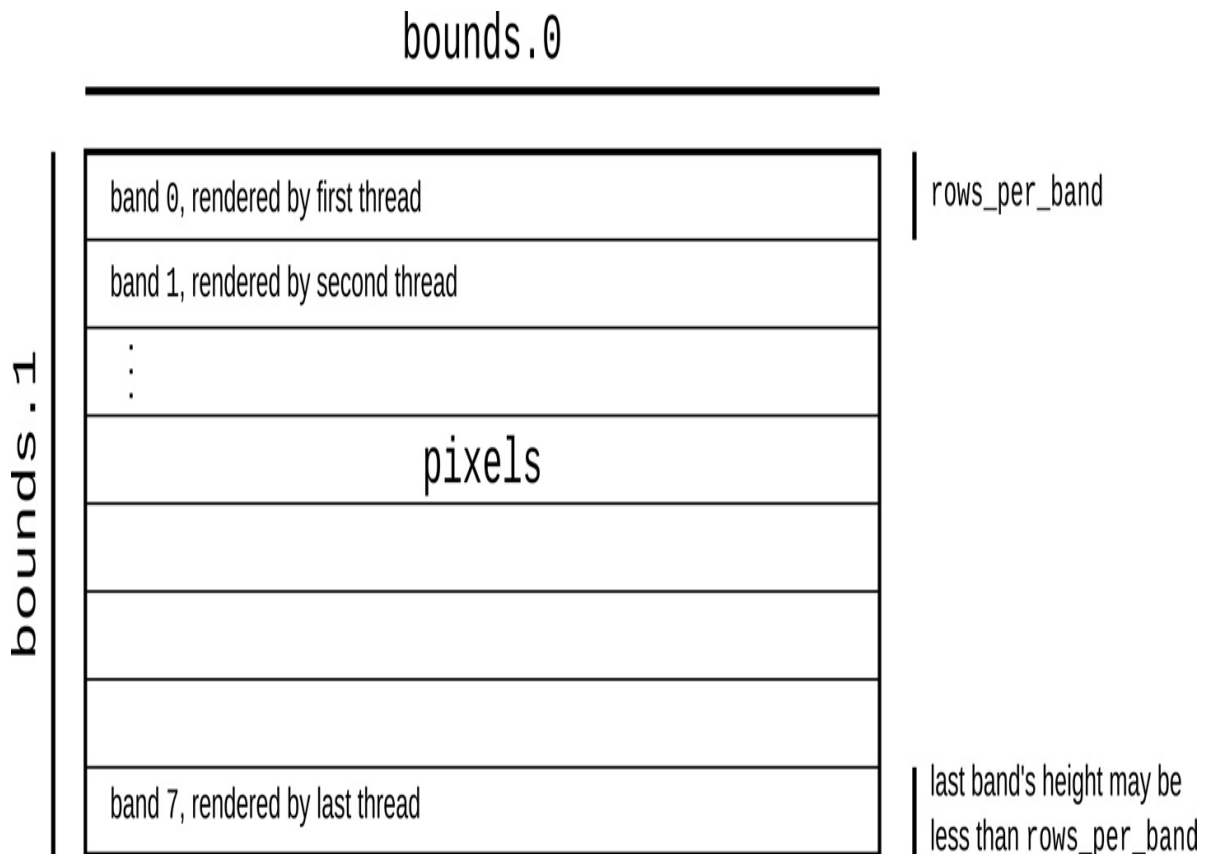 bounds.0
band 0, rendered by first thread
rows_per_band
band 1, rendered by second thread
:
pixels
bounds.1
band 7, rendered by last thread
last band's height may be
less than rows_per_band